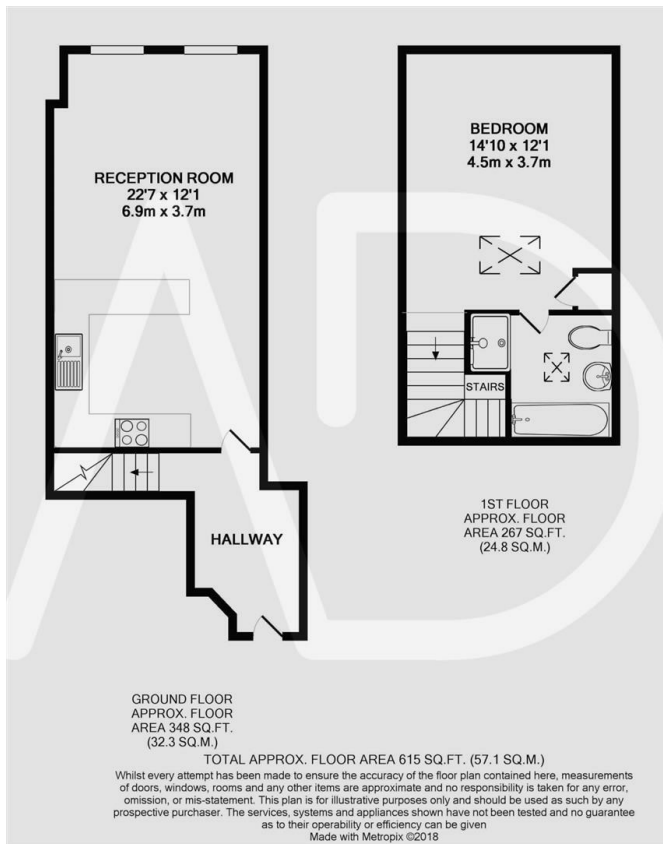 RECEPTION ROOM
22'7 x 12'1
6.9m x 3.7m
HALLWAY
GROUND FLOOR
APPROX. FLOOR
AREA 348 SQ.FT.
(32.3 SQ.M.)
BEDROOM
14'10 x 12'1
4.5m x 3.7m
STAIRS
1ST FLOOR
APPROX. FLOOR
AREA 267 SQ.FT.
(24.8 SQ.M.)
TOTAL APPROX. FLOOR AREA 615 SQ.FT. (57.1 SQ.M.)
Whilst every attempt has been made to ensure the accuracy of the floor plan contained here, measurements
of doors, windows, rooms and any other items are approximate and no responsibility is taken for any error,
omission, or mis-statement. This plan is for illustrative purposes only and should be used as such by any
prospective purchaser. The services, systems and appliances shown have not been tested and no guarantee
as to their operability or efficiency can be given
Made with Metropix ©2018
AD